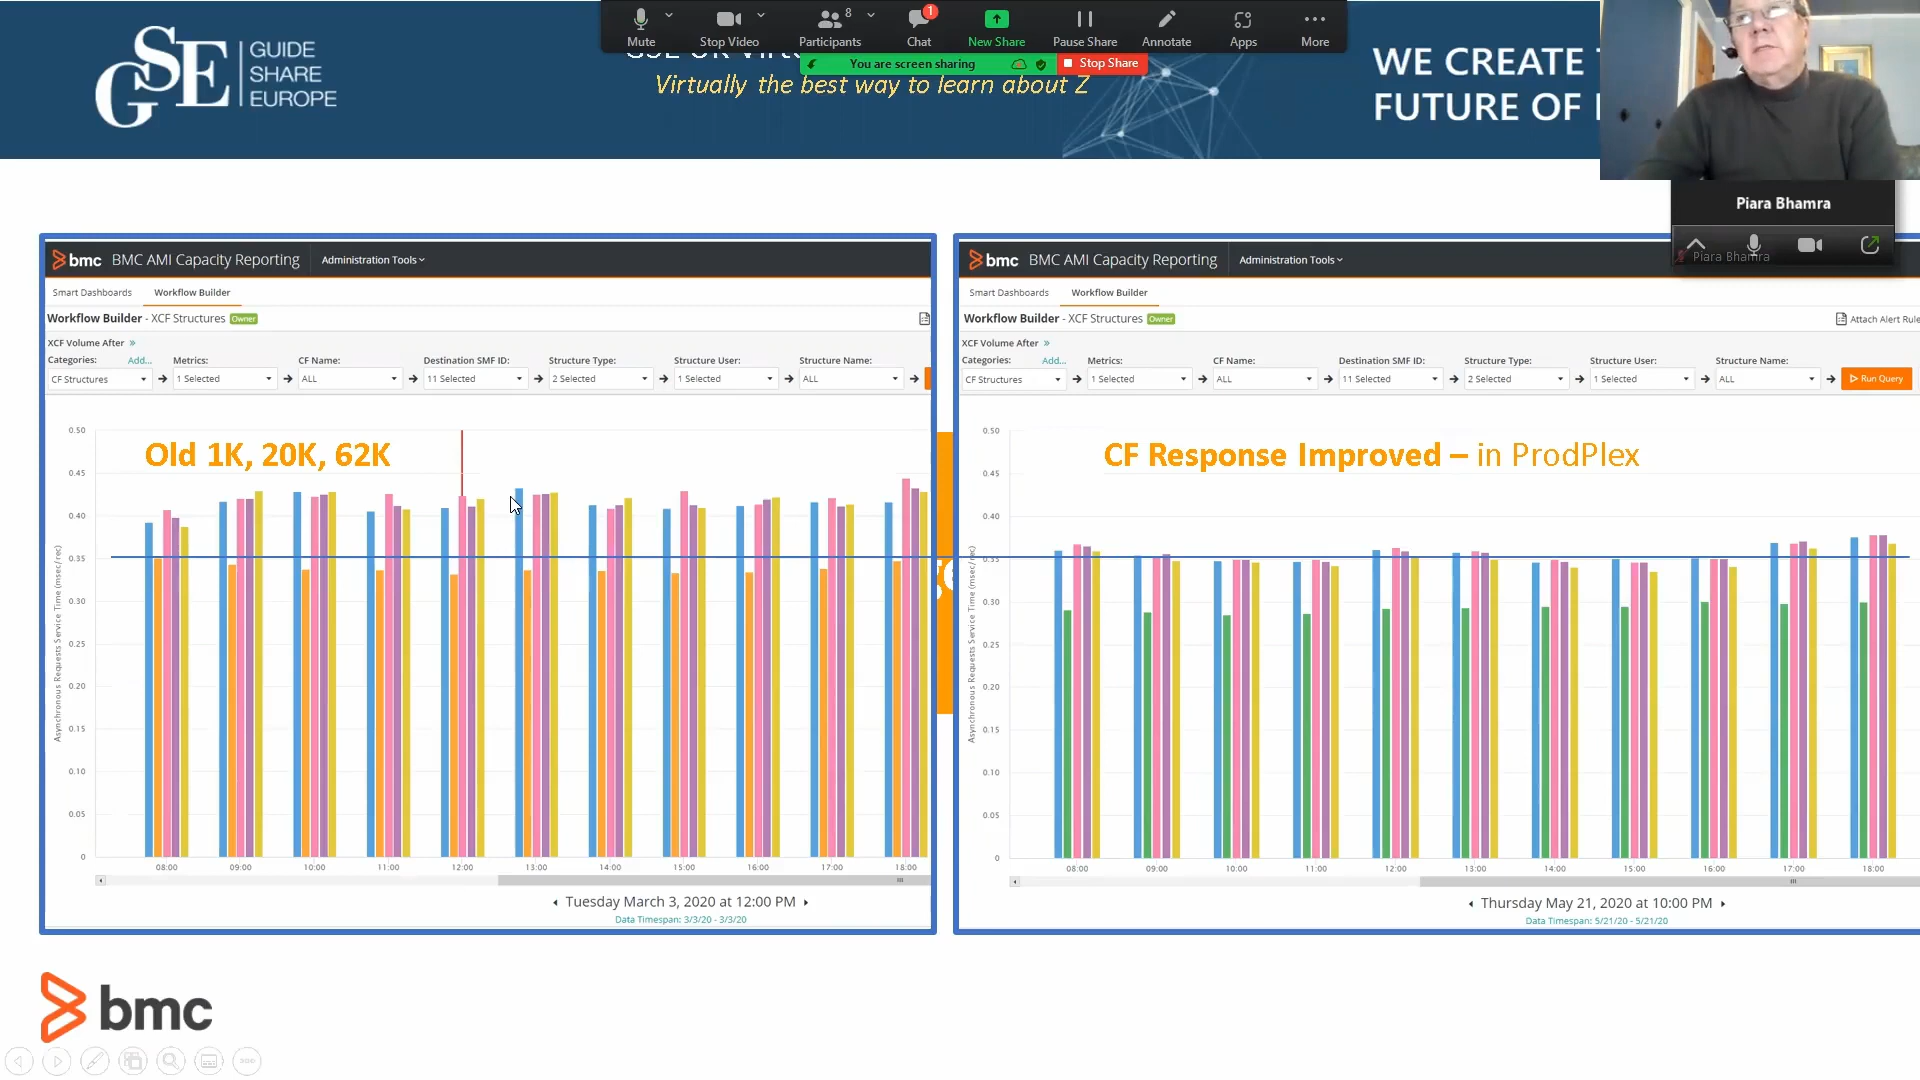 Mute
Stop Video
8
Participants
1
Chat
New Share
Pause Share
Annotate
Apps
More
You are screen sharing
Stop Share
GSE
GUIDE
SHARE
EUROPE
Virtually the best way to learn about Z
WE CREATE
FUTURE OF
Piara Bhamra
Piara Bhamra
bmc BMC AMI Capacity Reporting Administration Tools
Smart Dashboards Workflow Builder
Workflow Builder - XCF Structures Owner
XCF Volume After »
Categories: Add... Metrics: CF Name: Destination SMF ID: Structure Type: Structure User: Structure Name:
CF Structures 1 Selected ALL 11 Selected 2 Selected 1 Selected ALL
Old 1K, 20K, 62K
0.50
0.45
0.40
0.35
0.30
0.25
0.20
0.15
0.10
0.05
0
Asynchronous Requests Service Time (msec/rec)
08:00 09:00 10:00 11:00 12:00 13:00 14:00 15:00 16:00 17:00 18:00
Tuesday March 3, 2020 at 12:00 PM
Data Timespan: 3/3/20 - 3/3/20
bmc BMC AMI Capacity Reporting Administration Tools
Smart Dashboards Workflow Builder
Workflow Builder - XCF Structures Owner
Attach Alert Rule
XCF Volume After »
Categories: Add... Metrics: CF Name: Destination SMF ID: Structure Type: Structure User: Structure Name:
CF Structures 1 Selected ALL 11 Selected 2 Selected 1 Selected ALL Run Query
CF Response Improved – in ProdPlex
0.50
0.45
0.40
0.35
0.30
0.25
0.20
0.15
0.10
0.05
0
Asynchronous Requests Service Time (msec/rec)
08:00 09:00 10:00 11:00 12:00 13:00 14:00 15:00 16:00 17:00 18:00
Thursday May 21, 2020 at 10:00 PM
Data Timespan: 5/21/20 - 5/21/20
bmc